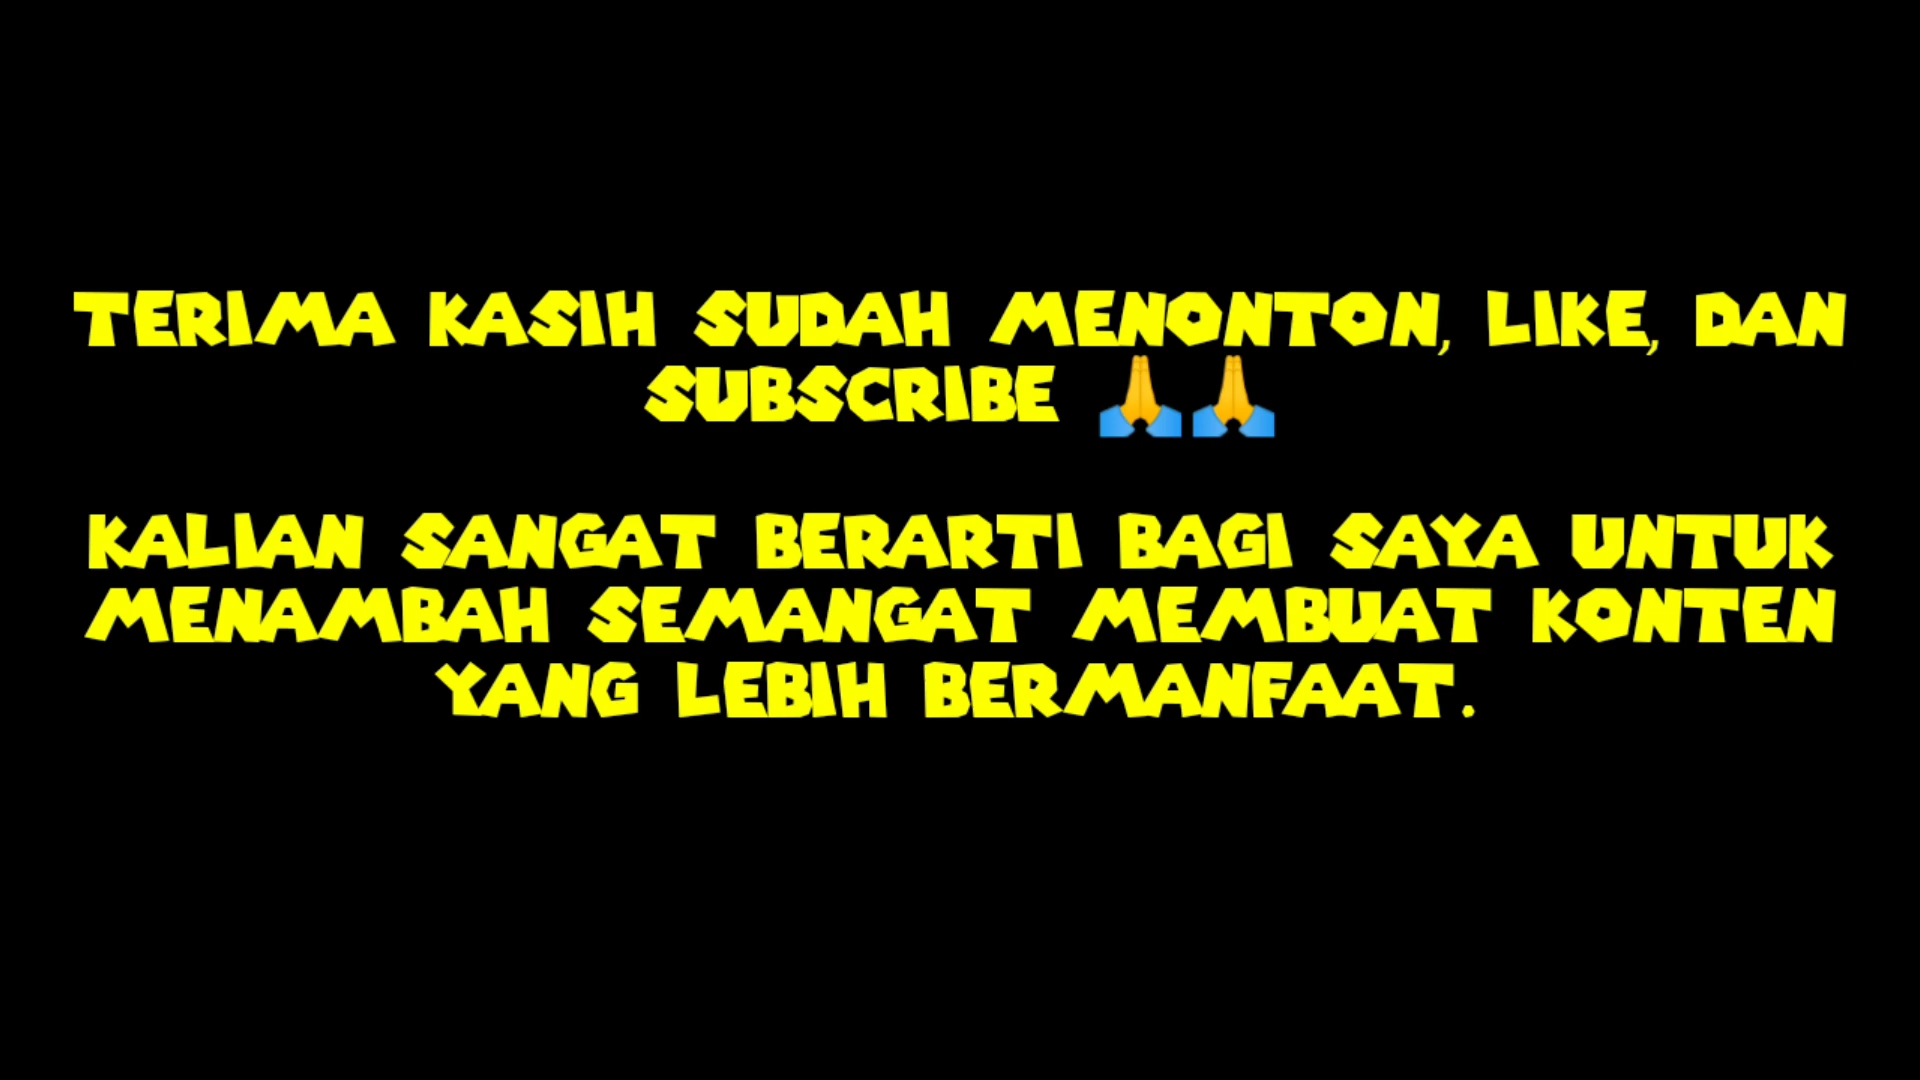 TERIMA KASIH SUDAH MENONTON, LIKE, DAN
SUBSCRIBE 🙏🙏
KALIAN SANGAT BERARTI BAGI SAYA UNTUK
MENAMBAH SEMANGAT MEMBUAT KONTEN
YANG LEBIH BERMANFAAT.